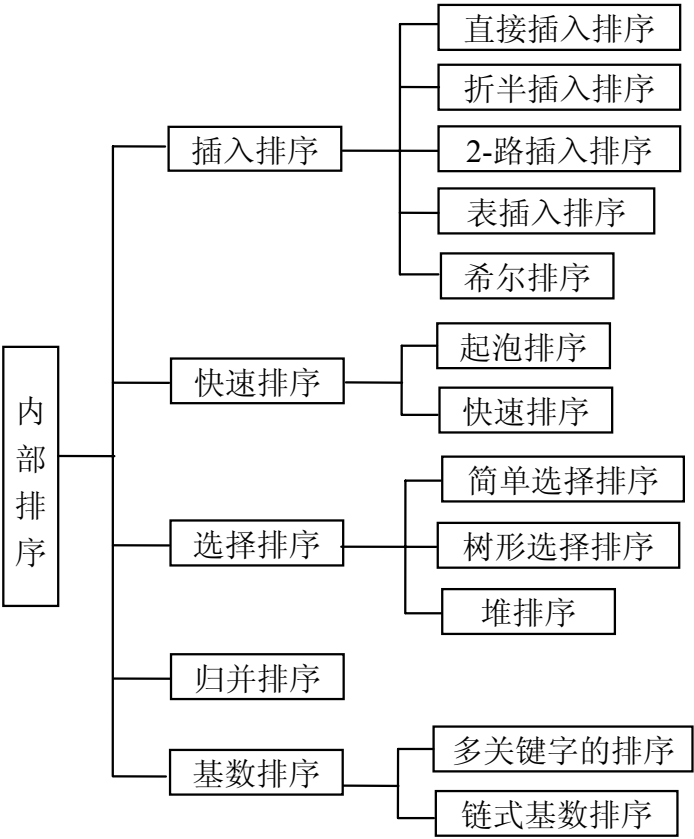 内部排序
插入排序
直接插入排序
折半插入排序
2-路插入排序
表插入排序
希尔排序
快速排序
起泡排序
快速排序
选择排序
简单选择排序
树形选择排序
堆排序
归并排序
基数排序
多关键字的排序
链式基数排序